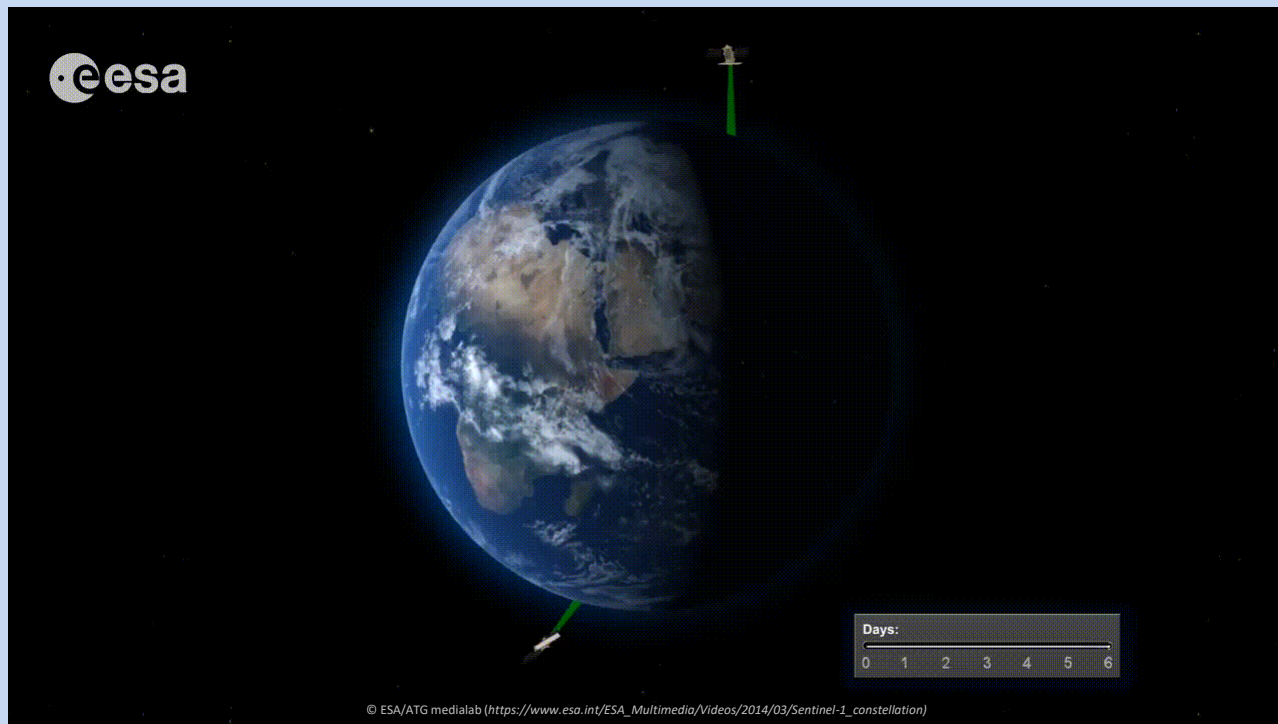 eesa
Days:
0 1 2 3 4 5 6
© ESA/ATG medialab (https://www.esa.int/ESA_Multimedia/Videos/2014/03/Sentinel-1_constellation)